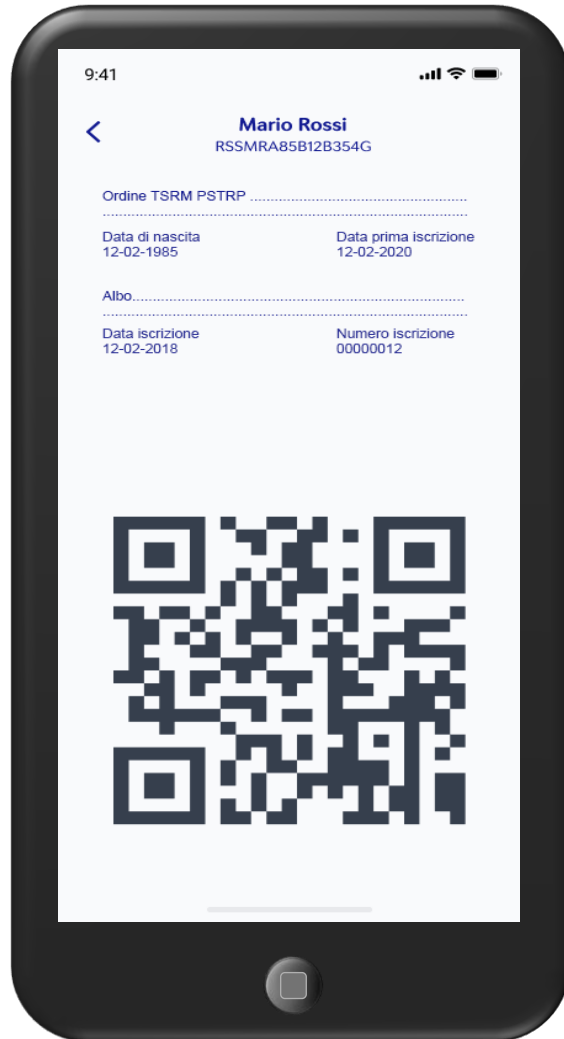 9:41
Mario Rossi
RSSMRA85B12B354G
Ordine TSRM PSTRP ......................................................
...........................................................................................
Data di nascita Data prima iscrizione
12-02-1985 12-02-2020
Albo...................................................................................
...........................................................................................
Data iscrizione Numero iscrizione
12-02-2018 00000012